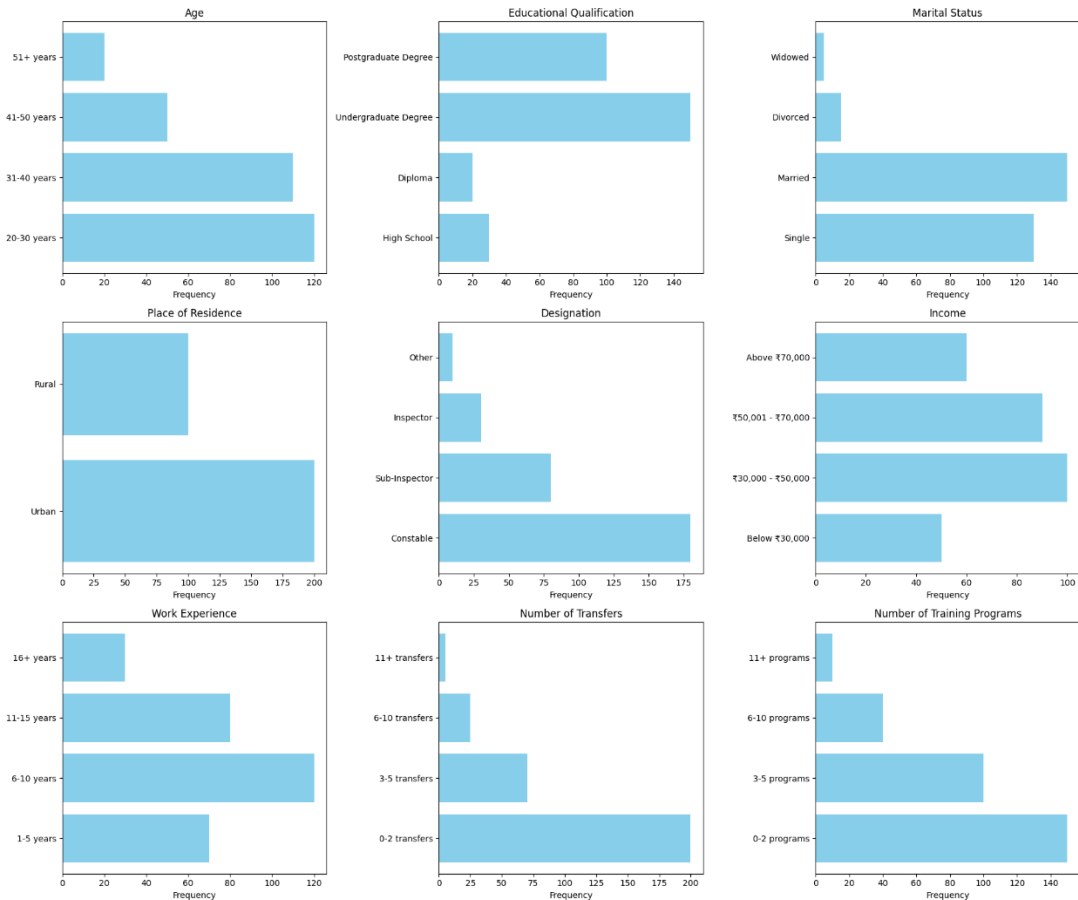 Age
51+ years
41-50 years
31-40 years
20-30 years
0 20 40 60 80 100 120
Frequency
Educational Qualification
Postgraduate Degree
Undergraduate Degree
Diploma
High School
0 20 40 60 80 100 120 140
Frequency
Marital Status
Widowed
Divorced
Married
Single
0 20 40 60 80 100 120 140
Frequency
Place of Residence
Rural
Urban
0 25 50 75 100 125 150 175 200
Frequency
Designation
Other
Inspector
Sub-Inspector
Constable
0 25 50 75 100 125 150 175
Frequency
Income
Above ₹70,000
₹50,001 - ₹70,000
₹30,000 - ₹50,000
Below ₹30,000
0 20 40 60 80 100
Frequency
Work Experience
16+ years
11-15 years
6-10 years
1-5 years
0 20 40 60 80 100 120
Frequency
Number of Transfers
11+ transfers
6-10 transfers
3-5 transfers
0-2 transfers
0 25 50 75 100 125 150 175 200
Frequency
Number of Training Programs
11+ programs
6-10 programs
3-5 programs
0-2 programs
0 20 40 60 80 100 120 140
Frequency